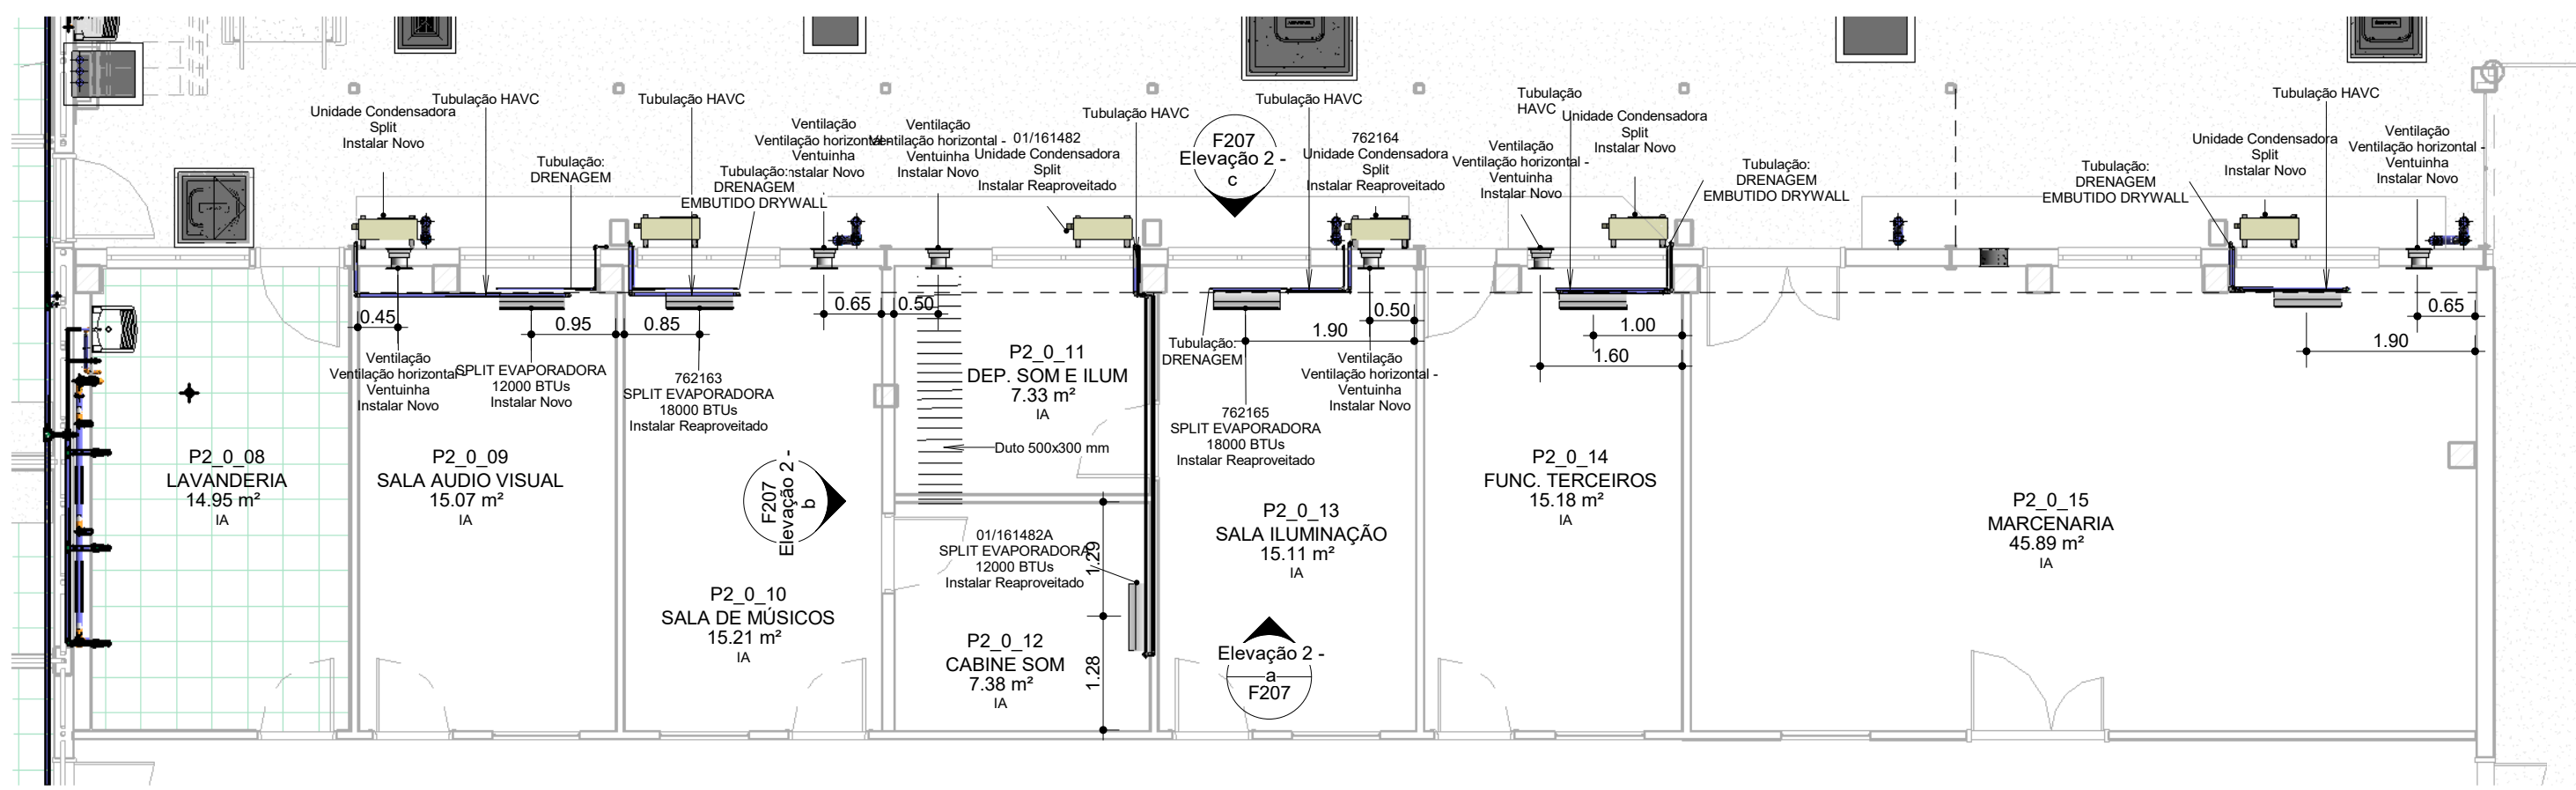 Unidade Condensadora
Split
Instalar Novo
Tubulação HAVC
Tubulação:
DRENAGEM
Tubulação HAVC
Tubulação:
DRENAGEM
EMBUTIDO DRYWALL
Ventilação
Ventilação horizontal -
Ventuinha
Instalar Novo
Ventilação
Ventilação horizontal -
Ventuinha
Instalar Novo
01/161482
Unidade Condensadora
Split
Instalar Reaproveitado
Tubulação HAVC
F207
Elevação 2 -
c
Tubulação HAVC
762164
Unidade Condensadora
Split
Instalar Reaproveitado
Ventilação
Ventilação horizontal -
Ventuinha
Instalar Novo
Tubulação
HAVC
Unidade Condensadora
Split
Instalar Novo
Tubulação:
DRENAGEM
EMBUTIDO DRYWALL
Tubulação:
DRENAGEM
EMBUTIDO DRYWALL
Unidade Condensadora
Split
Instalar Novo
Tubulação HAVC
Ventilação
Ventilação horizontal -
Ventuinha
Instalar Novo
0.45
0.95
0.85
0.65
0.50
1.90
0.50
1.00
1.60
0.65
1.90
Ventilação
Ventilação horizontal
Ventuinha
Instalar Novo
SPLIT EVAPORADORA
12000 BTUs
Instalar Novo
762163
SPLIT EVAPORADORA
18000 BTUs
Instalar Reaproveitado
P2_0_11
DEP. SOM E ILUM
7.33 m²
IA
Duto 500x300 mm
Tubulação:
DRENAGEM
762165
SPLIT EVAPORADORA
18000 BTUs
Instalar Reaproveitado
Ventilação
Ventilação horizontal -
Ventuinha
Instalar Novo
P2_0_08
LAVANDERIA
14.95 m²
IA
P2_0_09
SALA AUDIO VISUAL
15.07 m²
IA
F207
Elevação 2 -
b
P2_0_10
SALA DE MÚSICOS
15.21 m²
IA
01/161482A
SPLIT EVAPORADORA
12000 BTUs
Instalar Reaproveitado
1.29
1.28
P2_0_12
CABINE SOM
7.38 m²
IA
P2_0_13
SALA ILUMINAÇÃO
15.11 m²
IA
Elevação 2 -
a
F207
P2_0_14
FUNC. TERCEIROS
15.18 m²
IA
P2_0_15
MARCENARIA
45.89 m²
IA